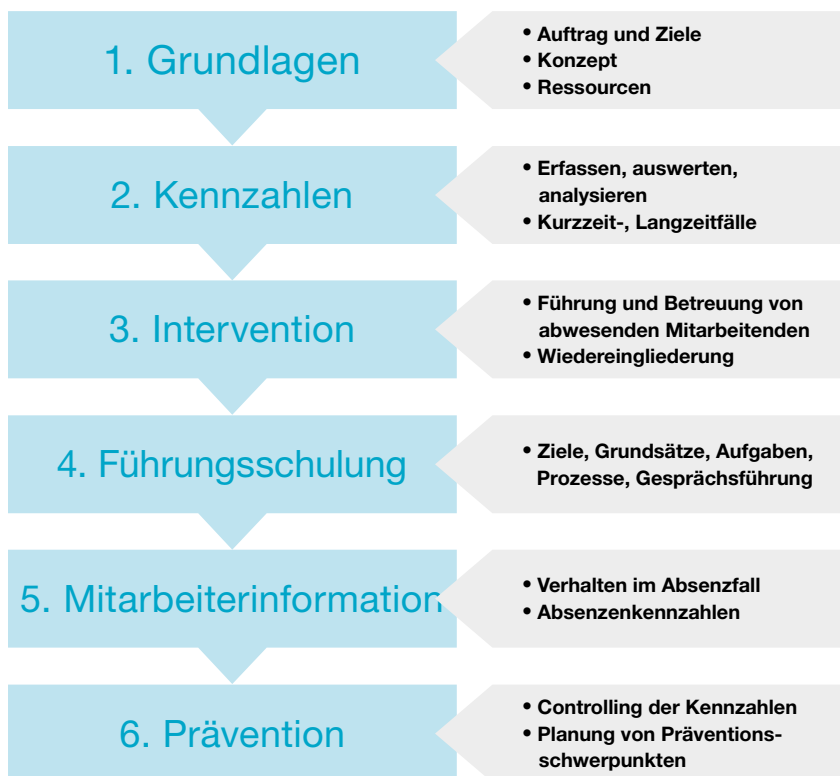 1. Grundlagen
• Auftrag und Ziele
• Konzept
• Ressourcen
2. Kennzahlen
• Erfassen, auswerten,
analysieren
• Kurzzeit-, Langzeitfälle
3. Intervention
• Führung und Betreuung von
abwesenden Mitarbeitenden
• Wiedereingliederung
4. Führungsschulung
• Ziele, Grundsätze, Aufgaben,
Prozesse, Gesprächsführung
5. Mitarbeiterinformation
• Verhalten im Absenzfall
• Absenzenkennzahlen
6. Prävention
• Controlling der Kennzahlen
• Planung von Präventions-
schwerpunkten